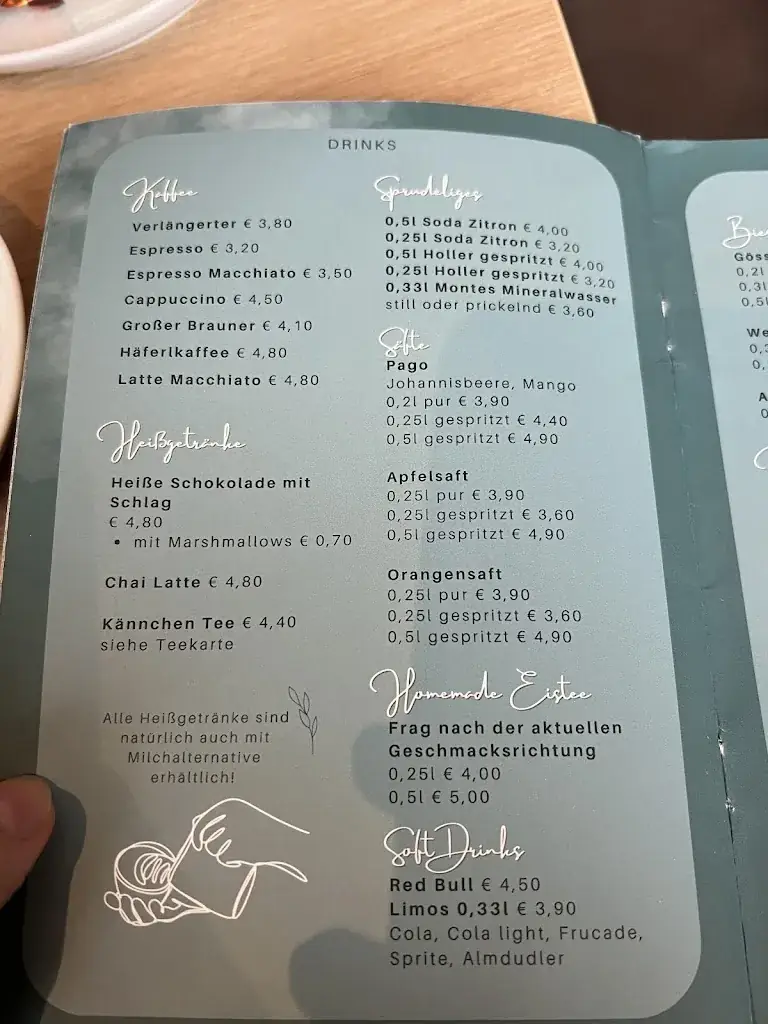 DRINKS
Kaffee
Verlängerter € 3,80
Espresso € 3,20
Espresso Macchiato € 3,50
Cappuccino € 4,50
Großer Brauner € 4,10
Häferlkaffee € 4,80
Latte Macchiato € 4,80
Heißgetränke
Heiße Schokolade mit
Schlag
€ 4,80
• mit Marshmallows € 0,70
Chai Latte € 4,80
Kännchen Tee € 4,40
siehe Teekarte
Alle Heißgetränke sind
natürlich auch mit
Milchalternative
erhältlich!
Sprudeliges
0,5l Soda Zitron € 4,00
0,25l Soda Zitron € 3,20
0,5l Holler gespritzt € 4,00
0,25l Holler gespritzt € 3,20
0,33l Montes Mineralwasser
still oder prickelnd € 3,60
Säfte
Pago
Johannisbeere, Mango
0,2l pur € 3,90
0,25l gespritzt € 4,40
0,5l gespritzt € 4,90
Apfelsaft
0,25l pur € 3,90
0,25l gespritzt € 3,60
0,5l gespritzt € 4,90
Orangensaft
0,25l pur € 3,90
0,25l gespritzt € 3,60
0,5l gespritzt € 4,90
Homemade Eistee
Frag nach der aktuellen
Geschmacksrichtung
0,25l € 4,00
0,5l € 5,00
Soft Drinks
Red Bull € 4,50
Limos 0,33l € 3,90
Cola, Cola light, Frucade,
Sprite, Almdudler